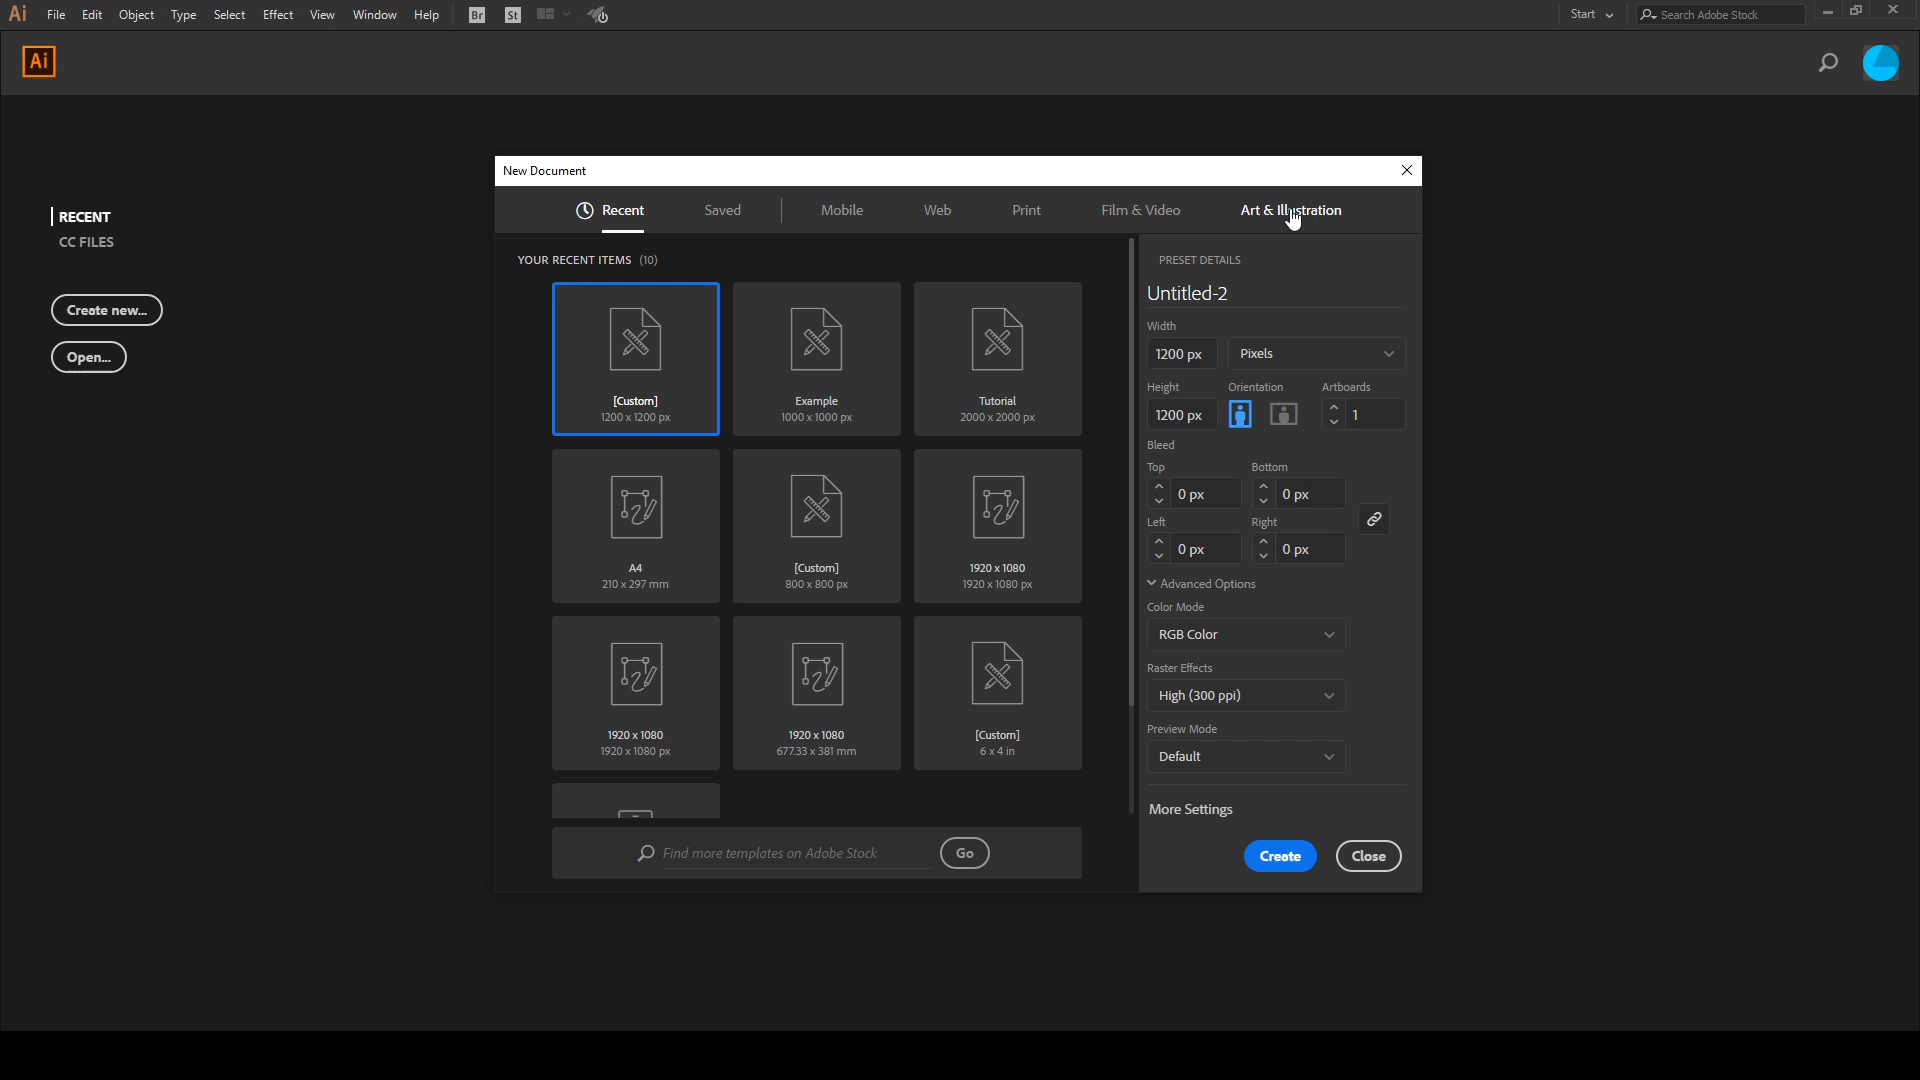 Ai File Edit Object Type Select Effect View Window Help Br St Start Search Adobe Stock
Ai
New Document
Recent Saved Mobile Web Print Film & Video Art & Illustration
RECENT
CC FILES
Create new...
Open...
YOUR RECENT ITEMS (10)
[Custom]
1200 x 1200 px
Example
1000 x 1000 px
Tutorial
2000 x 2000 px
A4
210 x 297 mm
[Custom]
800 x 800 px
1920 x 1080
1920 x 1080 px
1920 x 1080
1920 x 1080 px
1920 x 1080
677.33 x 381 mm
[Custom]
6 x 4 in
Find more templates on Adobe Stock Go
PRESET DETAILS
Untitled-2
Width
1200 px Pixels
Height Orientation Artboards
1200 px 1
Bleed
Top Bottom
0 px 0 px
Left Right
0 px 0 px
Advanced Options
Color Mode
RGB Color
Raster Effects
High (300 ppi)
Preview Mode
Default
More Settings
Create Close